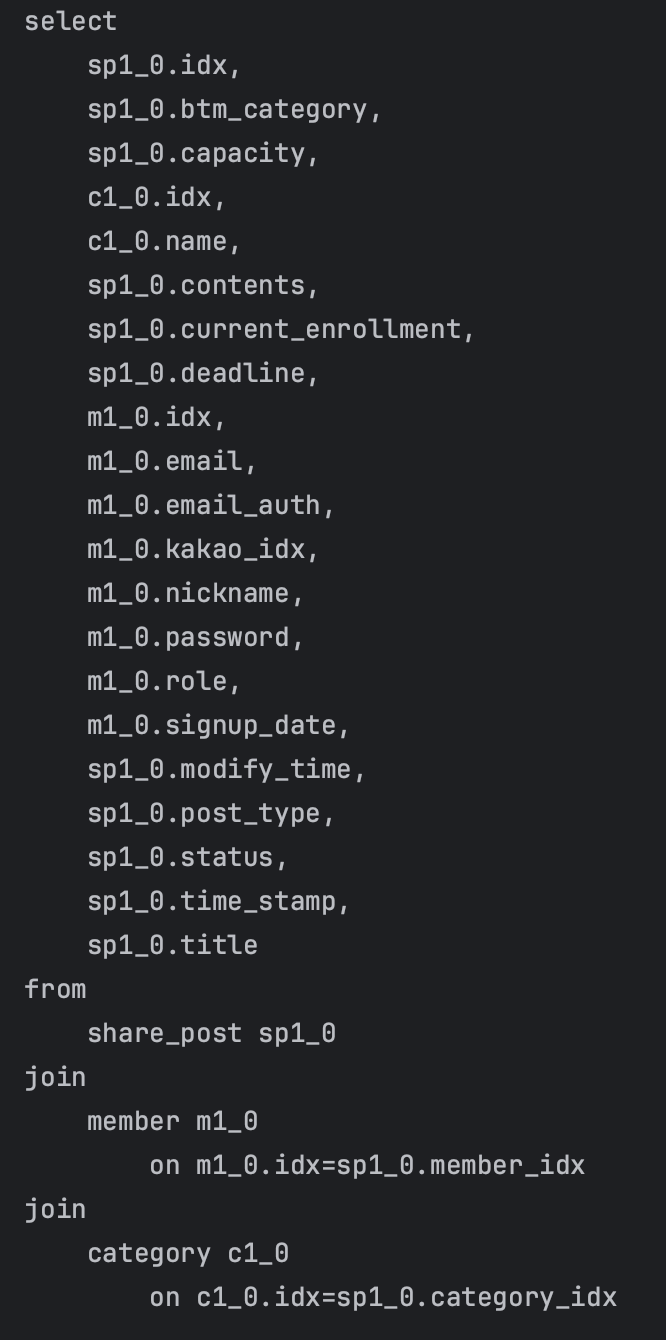 select
    sp1_0.idx,
    sp1_0.btm_category,
    sp1_0.capacity,
    c1_0.idx,
    c1_0.name,
    sp1_0.contents,
    sp1_0.current_enrollment,
    sp1_0.deadline,
    m1_0.idx,
    m1_0.email,
    m1_0.email_auth,
    m1_0.kakao_idx,
    m1_0.nickname,
    m1_0.password,
    m1_0.role,
    m1_0.signup_date,
    sp1_0.modify_time,
    sp1_0.post_type,
    sp1_0.status,
    sp1_0.time_stamp,
    sp1_0.title
from
    share_post sp1_0
join
    member m1_0
        on m1_0.idx=sp1_0.member_idx
join
    category c1_0
        on c1_0.idx=sp1_0.category_idx